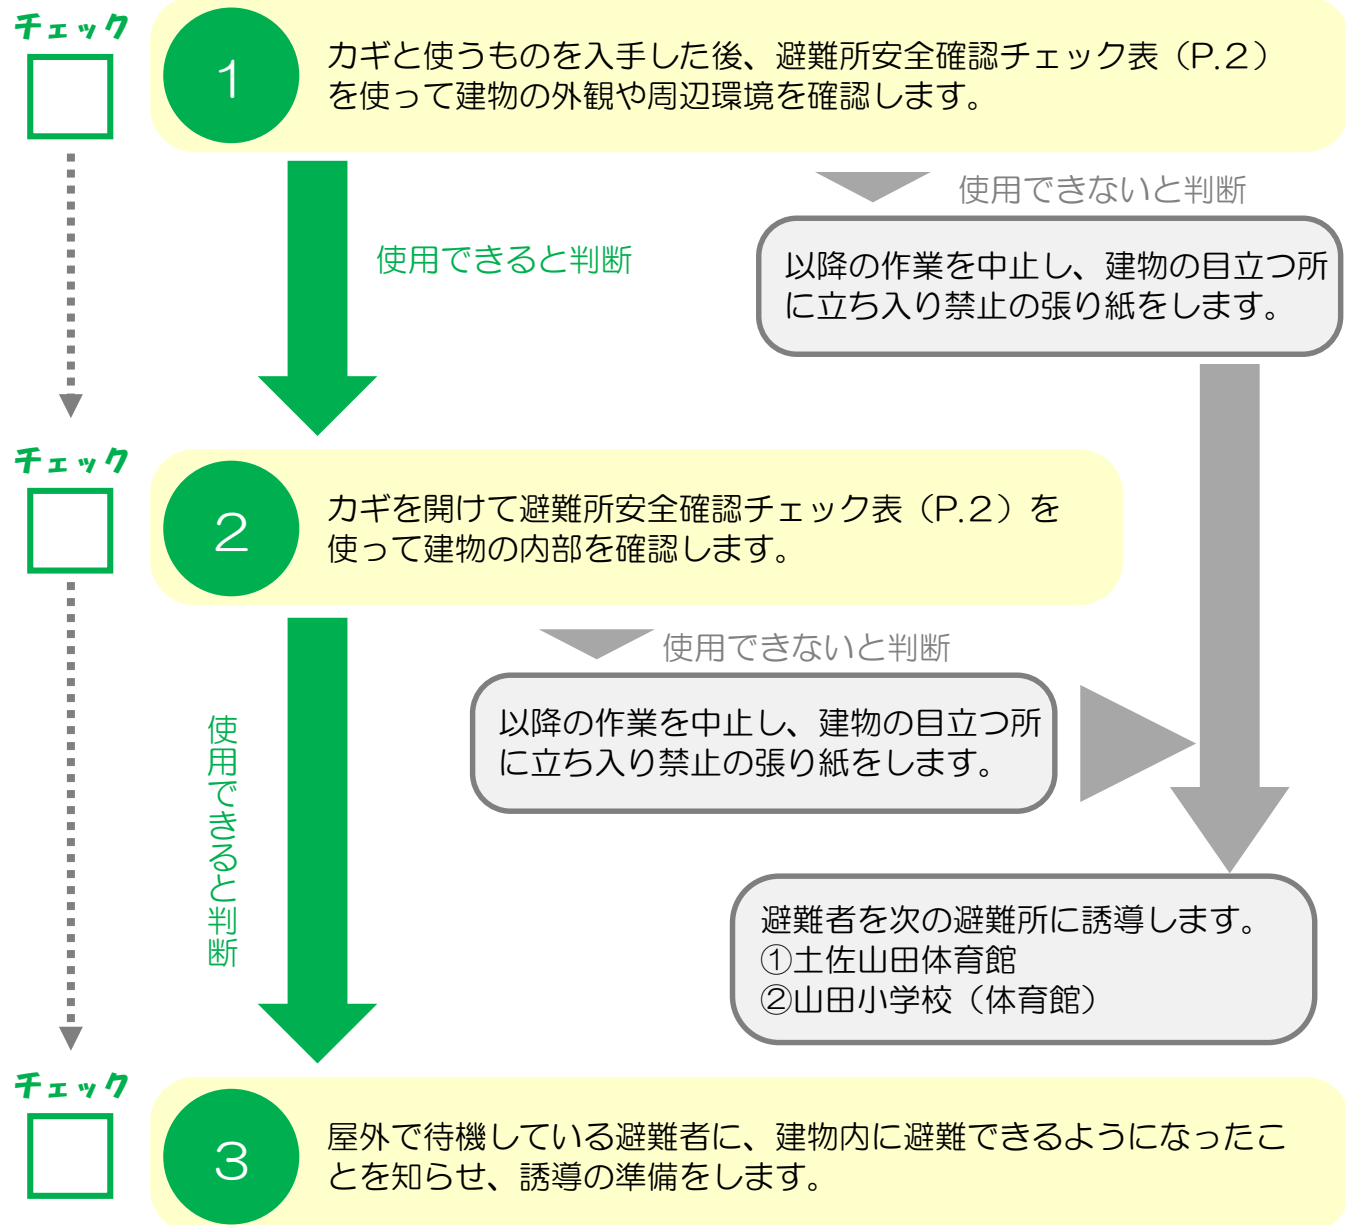 チェック
1
カギと使うものを入手した後、避難所安全確認チェック表（P.2）
を使って建物の外観や周辺環境を確認します。
使用できないと判断
使用できると判断
以降の作業を中止し、建物の目立つ所
に立ち入り禁止の張り紙をします。
チェック
2
カギを開けて避難所安全確認チェック表（P.2）を
使って建物の内部を確認します。
使用できないと判断
使用できると判断
以降の作業を中止し、建物の目立つ所
に立ち入り禁止の張り紙をします。
避難者を次の避難所に誘導します。
①土佐山田体育館
②山田小学校（体育館）
チェック
3
屋外で待機している避難者に、建物内に避難できるようになったこ
とを知らせ、誘導の準備をします。